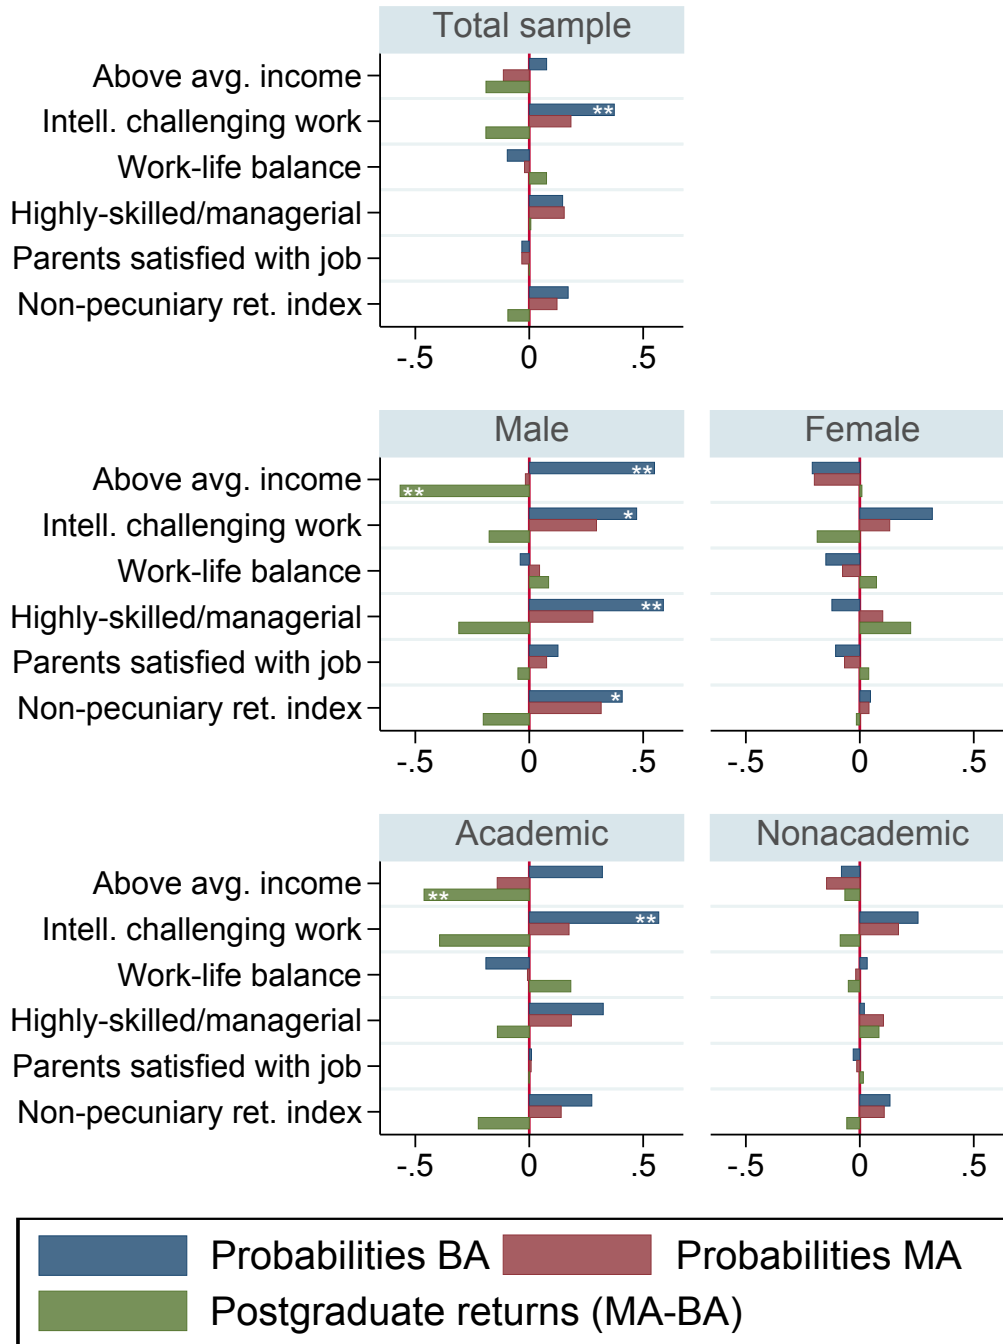 Total sample
Above avg. income
Intell. challenging work
**
Work-life balance
Highly-skilled/managerial
Parents satisfied with job
Non-pecuniary ret. index
-.5 0 .5
Male Female
Above avg. income
**
**
Intell. challenging work
*
Work-life balance
Highly-skilled/managerial
**
Parents satisfied with job
Non-pecuniary ret. index
*
-.5 0 .5 -.5 0 .5
Academic Nonacademic
Above avg. income
**
Intell. challenging work
**
Work-life balance
Highly-skilled/managerial
Parents satisfied with job
Non-pecuniary ret. index
-.5 0 .5 -.5 0 .5
Probabilities BA Probabilities MA
Postgraduate returns (MA-BA)